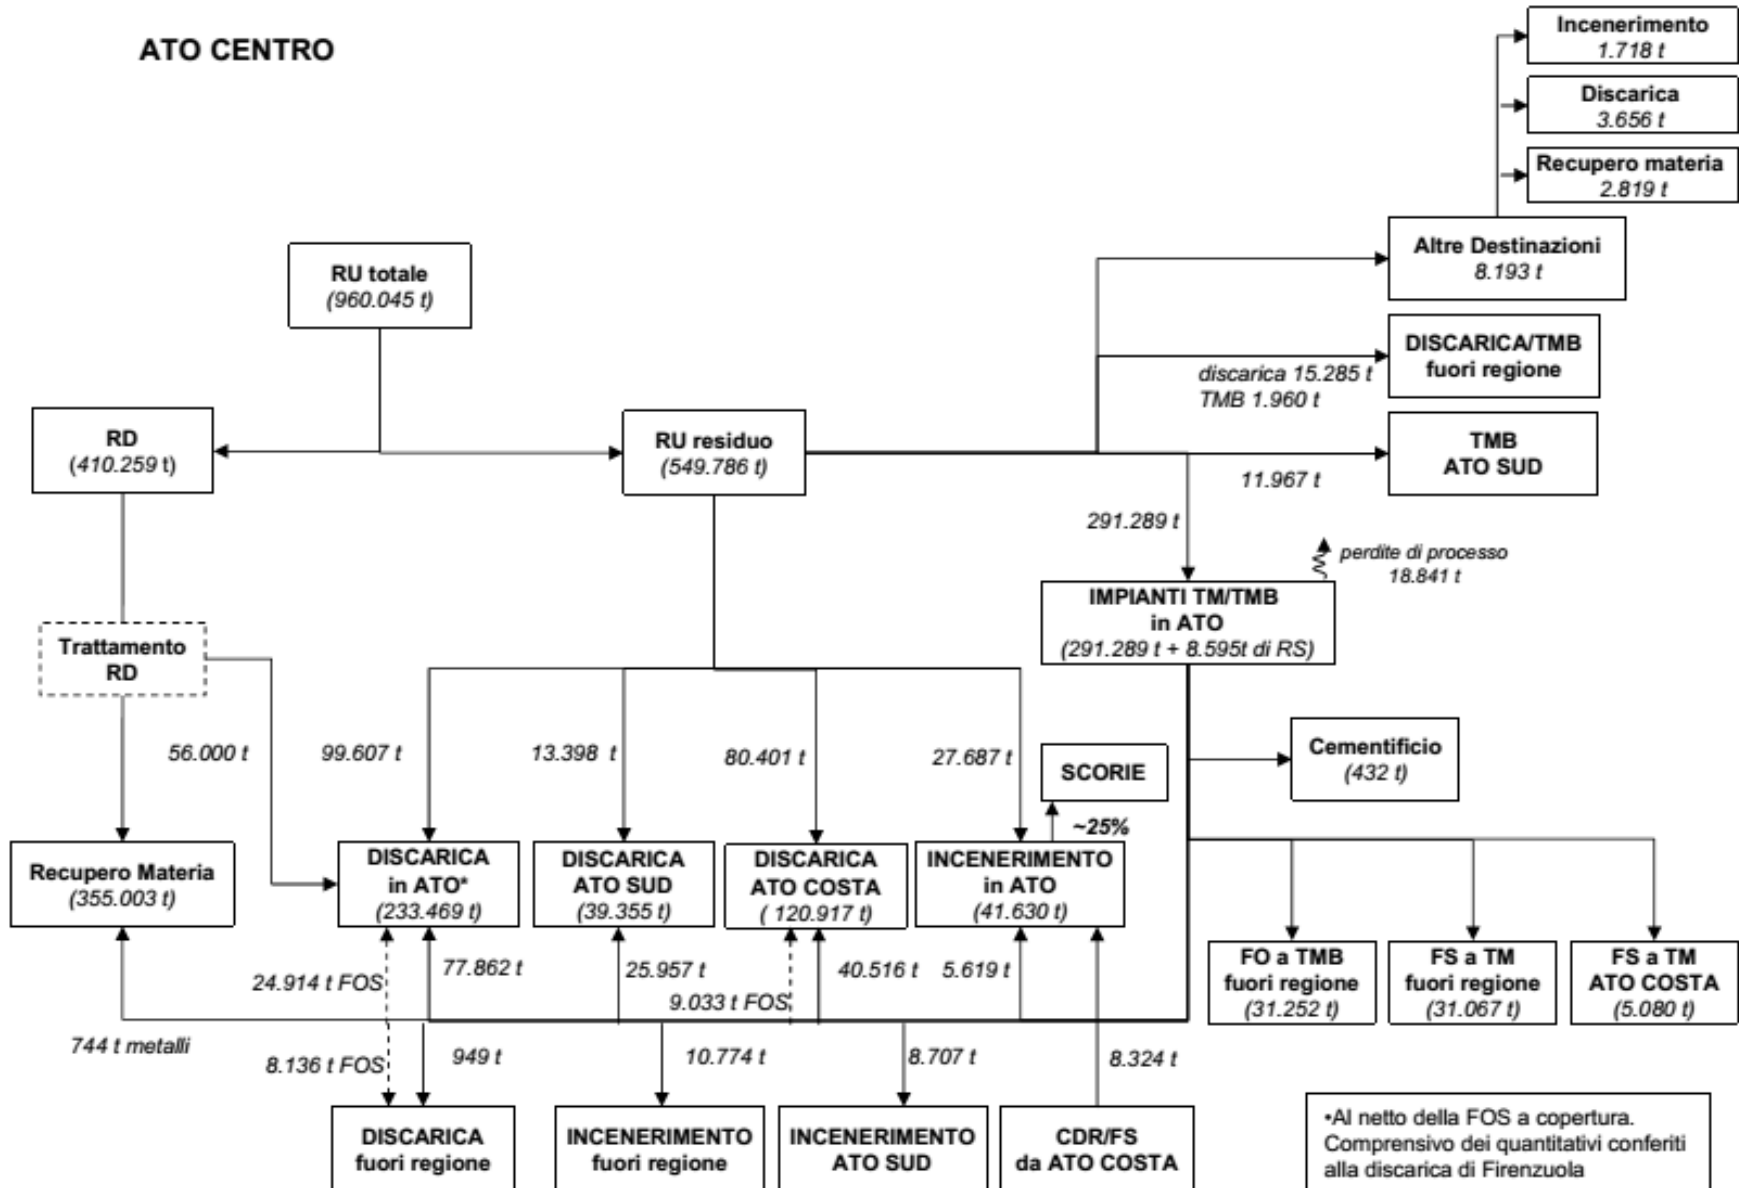 ATO CENTRO
Incenerimento
1.718 t
Discarica
3.656 t
Recupero materia
2.819 t
Altre Destinazioni
8.193 t
RU totale
(960.045 t)
DISCARICA/TMB
fuori regione
discarica 15.285 t
TMB 1.960 t
RD
(410.259 t)
RU residuo
(549.786 t)
TMB
ATO SUD
11.967 t
291.289 t
perdite di processo
18.841 t
IMPIANTI TM/TMB
in ATO
(291.289 t + 8.595t di RS)
Trattamento
RD
56.000 t
99.607 t
13.398 t
80.401 t
27.687 t
SCORIE
~25%
Cementificio
(432 t)
Recupero Materia
(355.003 t)
DISCARICA
in ATO*
(233.469 t)
DISCARICA
ATO SUD
(39.355 t)
DISCARICA
ATO COSTA
( 120.917 t)
INCENERIMENTO
in ATO
(41.630 t)
FO a TMB
fuori regione
(31.252 t)
FS a TM
fuori regione
(31.067 t)
FS a TM
ATO COSTA
(5.080 t)
24.914 t FOS
77.862 t
25.957 t
9.033 t FOS
40.516 t
5.619 t
744 t metalli
8.136 t FOS
949 t
10.774 t
8.707 t
8.324 t
DISCARICA
fuori regione
INCENERIMENTO
fuori regione
INCENERIMENTO
ATO SUD
CDR/FS
da ATO COSTA
•Al netto della FOS a copertura.
Comprensivo dei quantitativi conferiti
alla discarica di Firenzuola